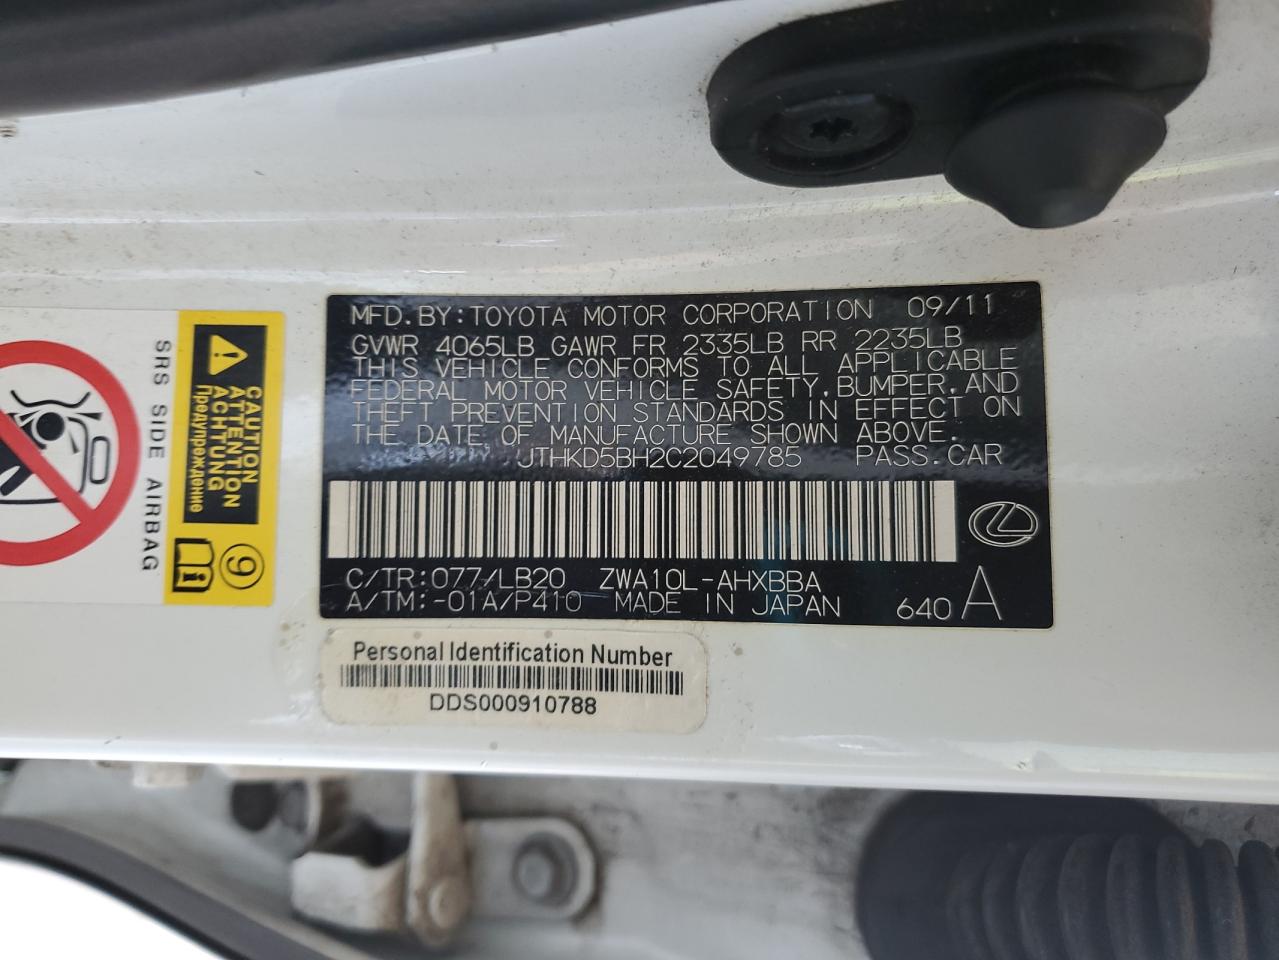 MFD.BY:TOYOTA MOTOR CORPORATION 09/11
GVWR 4065LB GAWR FR 2335LB RR 2235LB
THIS VEHICLE CONFORMS TO ALL APPLICABLE
FEDERAL MOTOR VEHICLE SAFETY, BUMPER, AND
THEFT PREVENTION STANDARDS IN EFFECT ON
THE DATE OF MANUFACTURE SHOWN ABOVE.
JTHKD5BH2C2049785 PASS.CAR
C/TR:077/LB20 ZWA10L-AHXBBA
A/TM:-01A/P410 MADE IN JAPAN 640 A
Personal Identification Number
DDS000910788
CAUTION
ATTENTION
ACHTUNG
Предупреждение
9
SRS SIDE AIRBAG